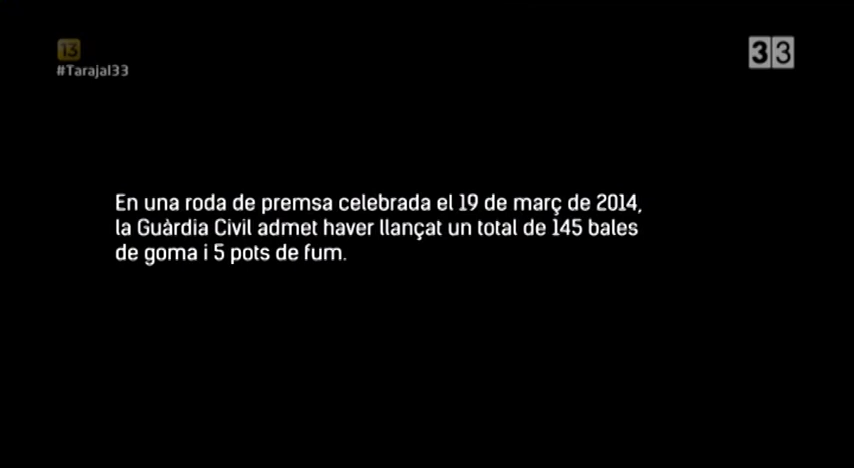 13
#Tarajal33
33
En una roda de premsa celebrada el 19 de març de 2014,
la Guàrdia Civil admet haver llançat un total de 145 bales
de goma i 5 pots de fum.